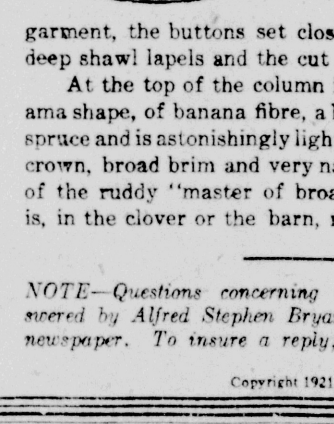 garment, the buttons set clos
deep shawl lapels and the cut
At the top of the column
ama shape, of banana fibre, a
spruce and is astonishingly ligh
crown, broad brim and very n
of the ruddy "master of broa
is, in the clover or the barn,
NOTE—Questions concerning
swered by Alfred Stephen Brya
newspaper. To insure a reply,
Copyright 1921